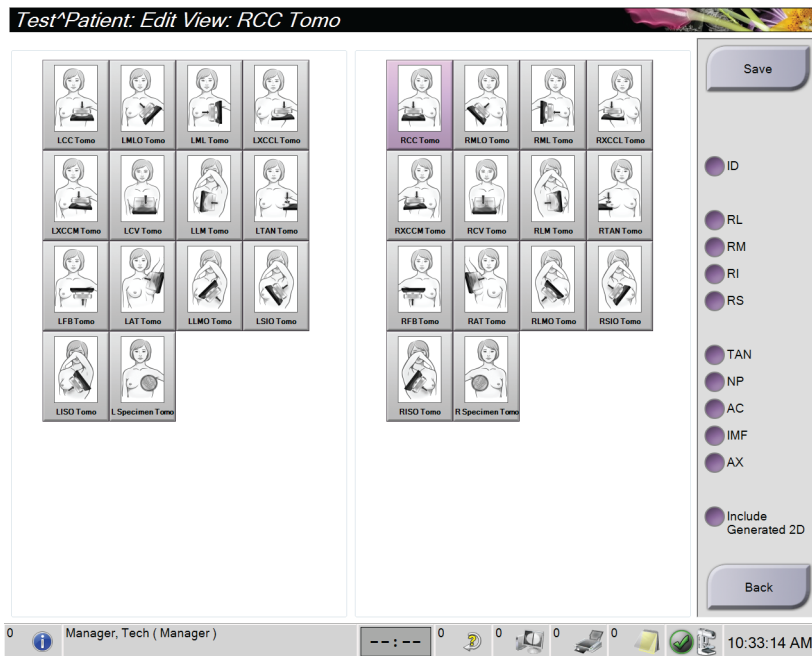 Test^Patient: Edit View: RCC Tomo
LCC Tomo LMLO Tomo LML Tomo LXCCL Tomo
LXCCM Tomo LCV Tomo LLM Tomo LTAN Tomo
LFB Tomo LAT Tomo LLMO Tomo LSIO Tomo
LISO Tomo L Specimen Tomo
RCC Tomo RMLO Tomo RML Tomo RXCCL Tomo
RXCCM Tomo RCV Tomo RLM Tomo RTAN Tomo
RFB Tomo RAT Tomo RLMO Tomo RSIO Tomo
RISO Tomo R Specimen Tomo
Save
ID
RL
RM
RI
RS
TAN
NP
AC
IMF
AX
Include
Generated 2D
Back
0 Manager, Tech ( Manager ) --:-- 0 0 0 0 10:33:14 AM